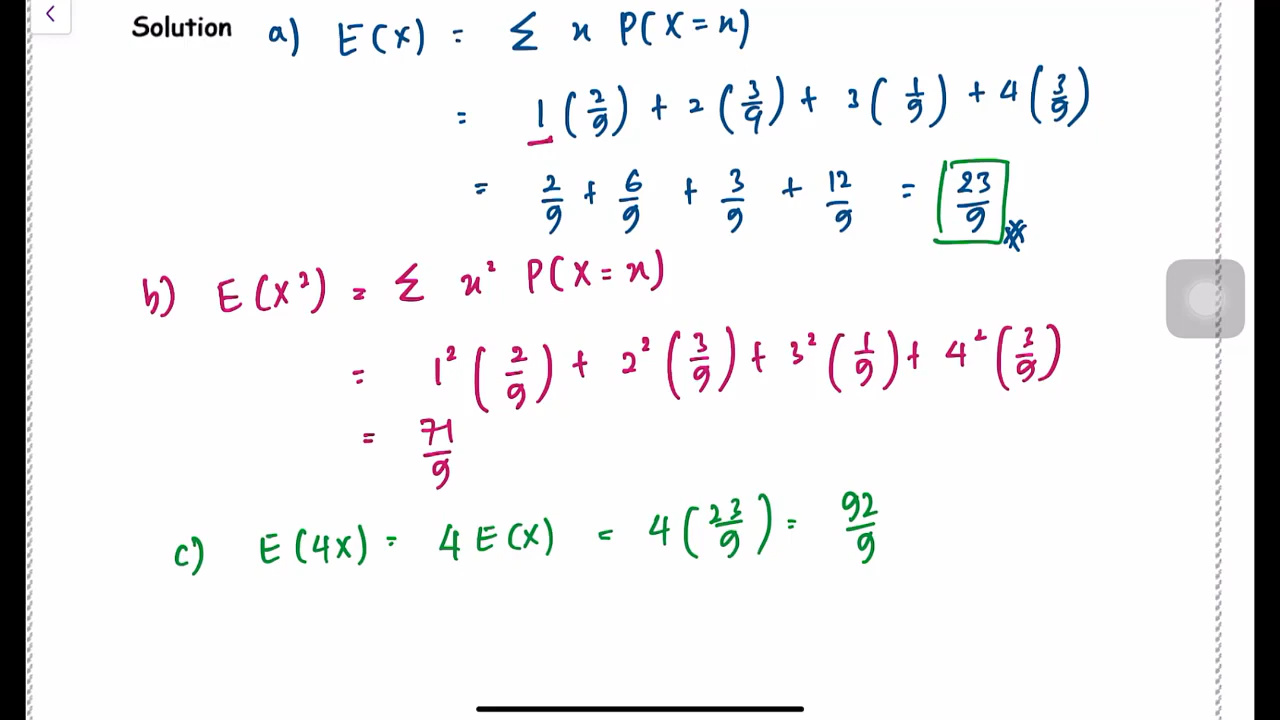 Solution a) E(X) = Σ x P(X = x)
= 1 (2/9) + 2 (3/9) + 3 (1/9) + 4 (3/9)
= 2/9 + 6/9 + 3/9 + 12/9 = 23/9 **
b) E(X²) = Σ x² P(X = x)
= 1² (2/9) + 2² (3/9) + 3² (1/9) + 4² (3/9)
= 71/9
c) E(4X) = 4 E(X) = 4 (23/9) = 92/9